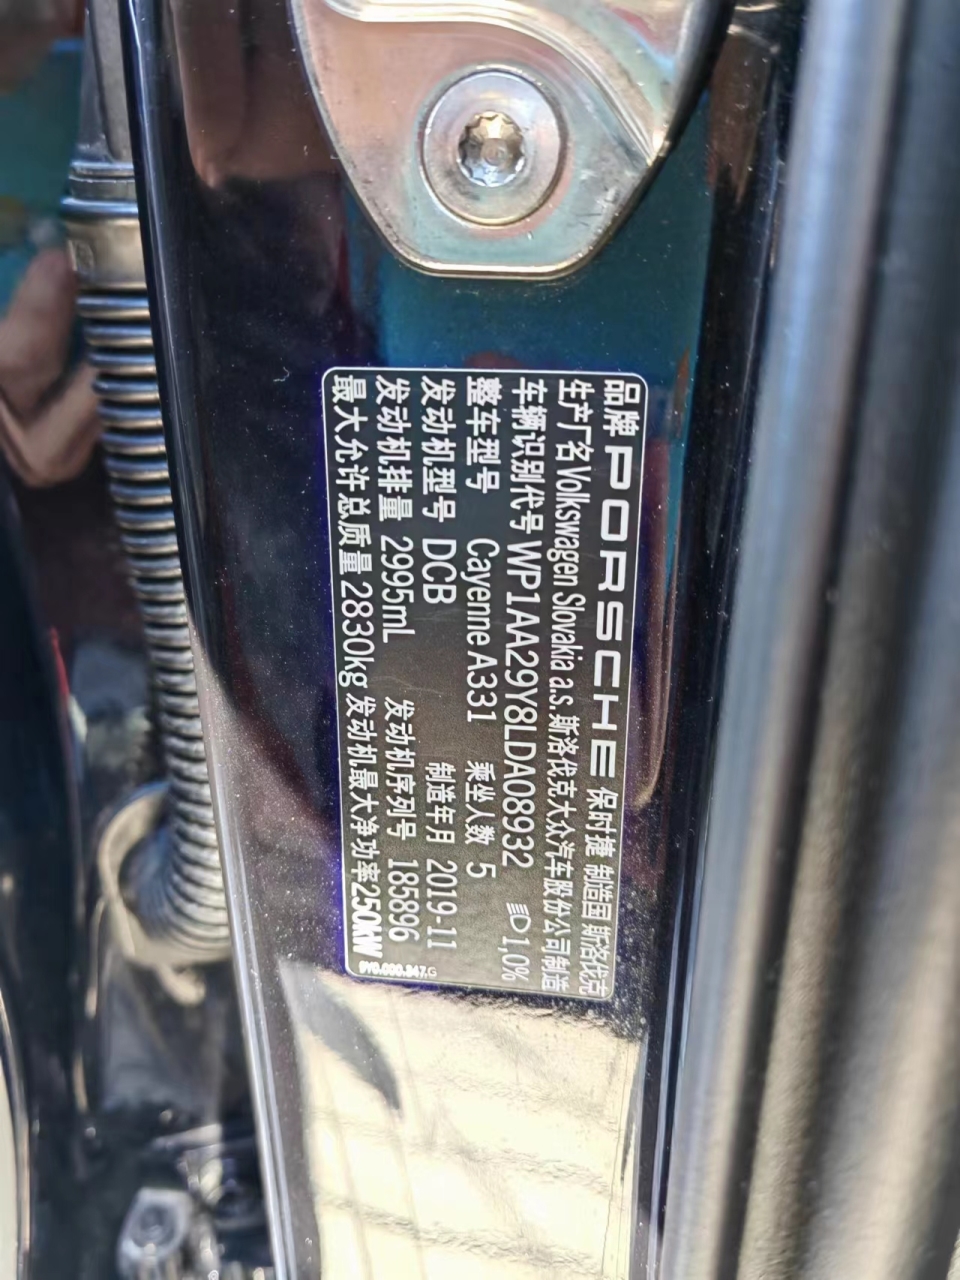 品牌 PORSCHE 保时捷 制造国 斯洛伐克
生产厂名 Volkswagen Slovakia a.s. 斯洛伐克大众汽车股份公司制造
车辆识别代号 WP1AA29Y8LDA08932 1,0%
整车型号 Cayenne A331 乘坐人数 5
发动机型号 DCB 制造年月 2019-11
发动机排量 2995mL 发动机序列号 185896
最大允许总质量 2830kg 发动机最大净功率 250kW
9Y0.000.347.G